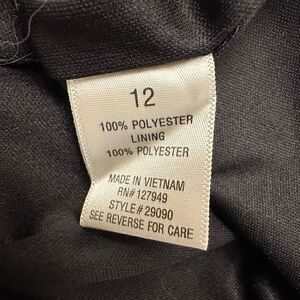 12
100% POLYESTER
LINING
100% POLYESTER
MADE IN VIETNAM
RN#127949
STYLE#29090
SEE REVERSE FOR CARE